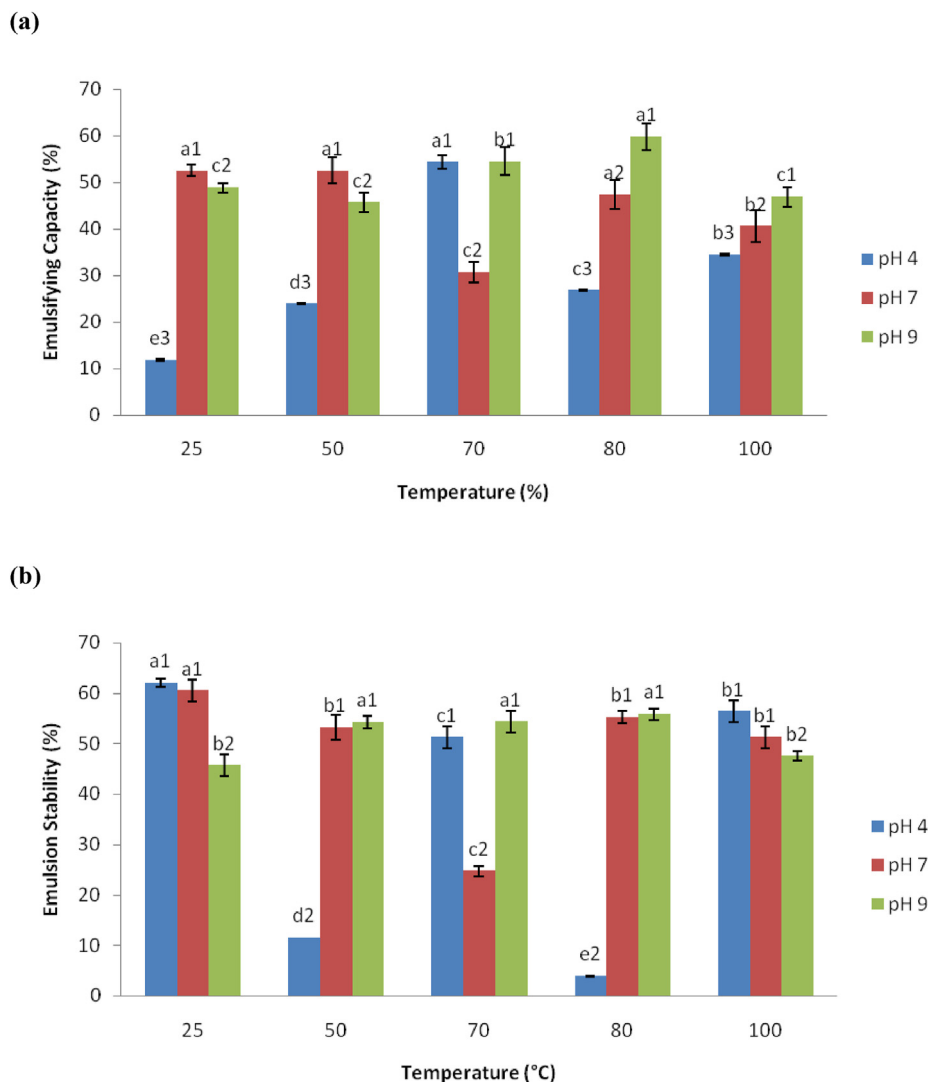 (a)
70
60
50
40
30
20
10
0
Emulsifying Capacity (%)
e3 a1 c2
d3 a1 c2
a1 c2 b1
c3 a2 a1
b3 b2 c1
25 50 70 80 100
Temperature (%)
pH 4
pH 7
pH 9
(b)
70
60
50
40
30
20
10
0
Emulsion Stability (%)
a1 a1 b2
d2 b1 a1
c1 c2 a1
e2 b1 a1
b1 b1 b2
25 50 70 80 100
Temperature (°C)
pH 4
pH 7
pH 9